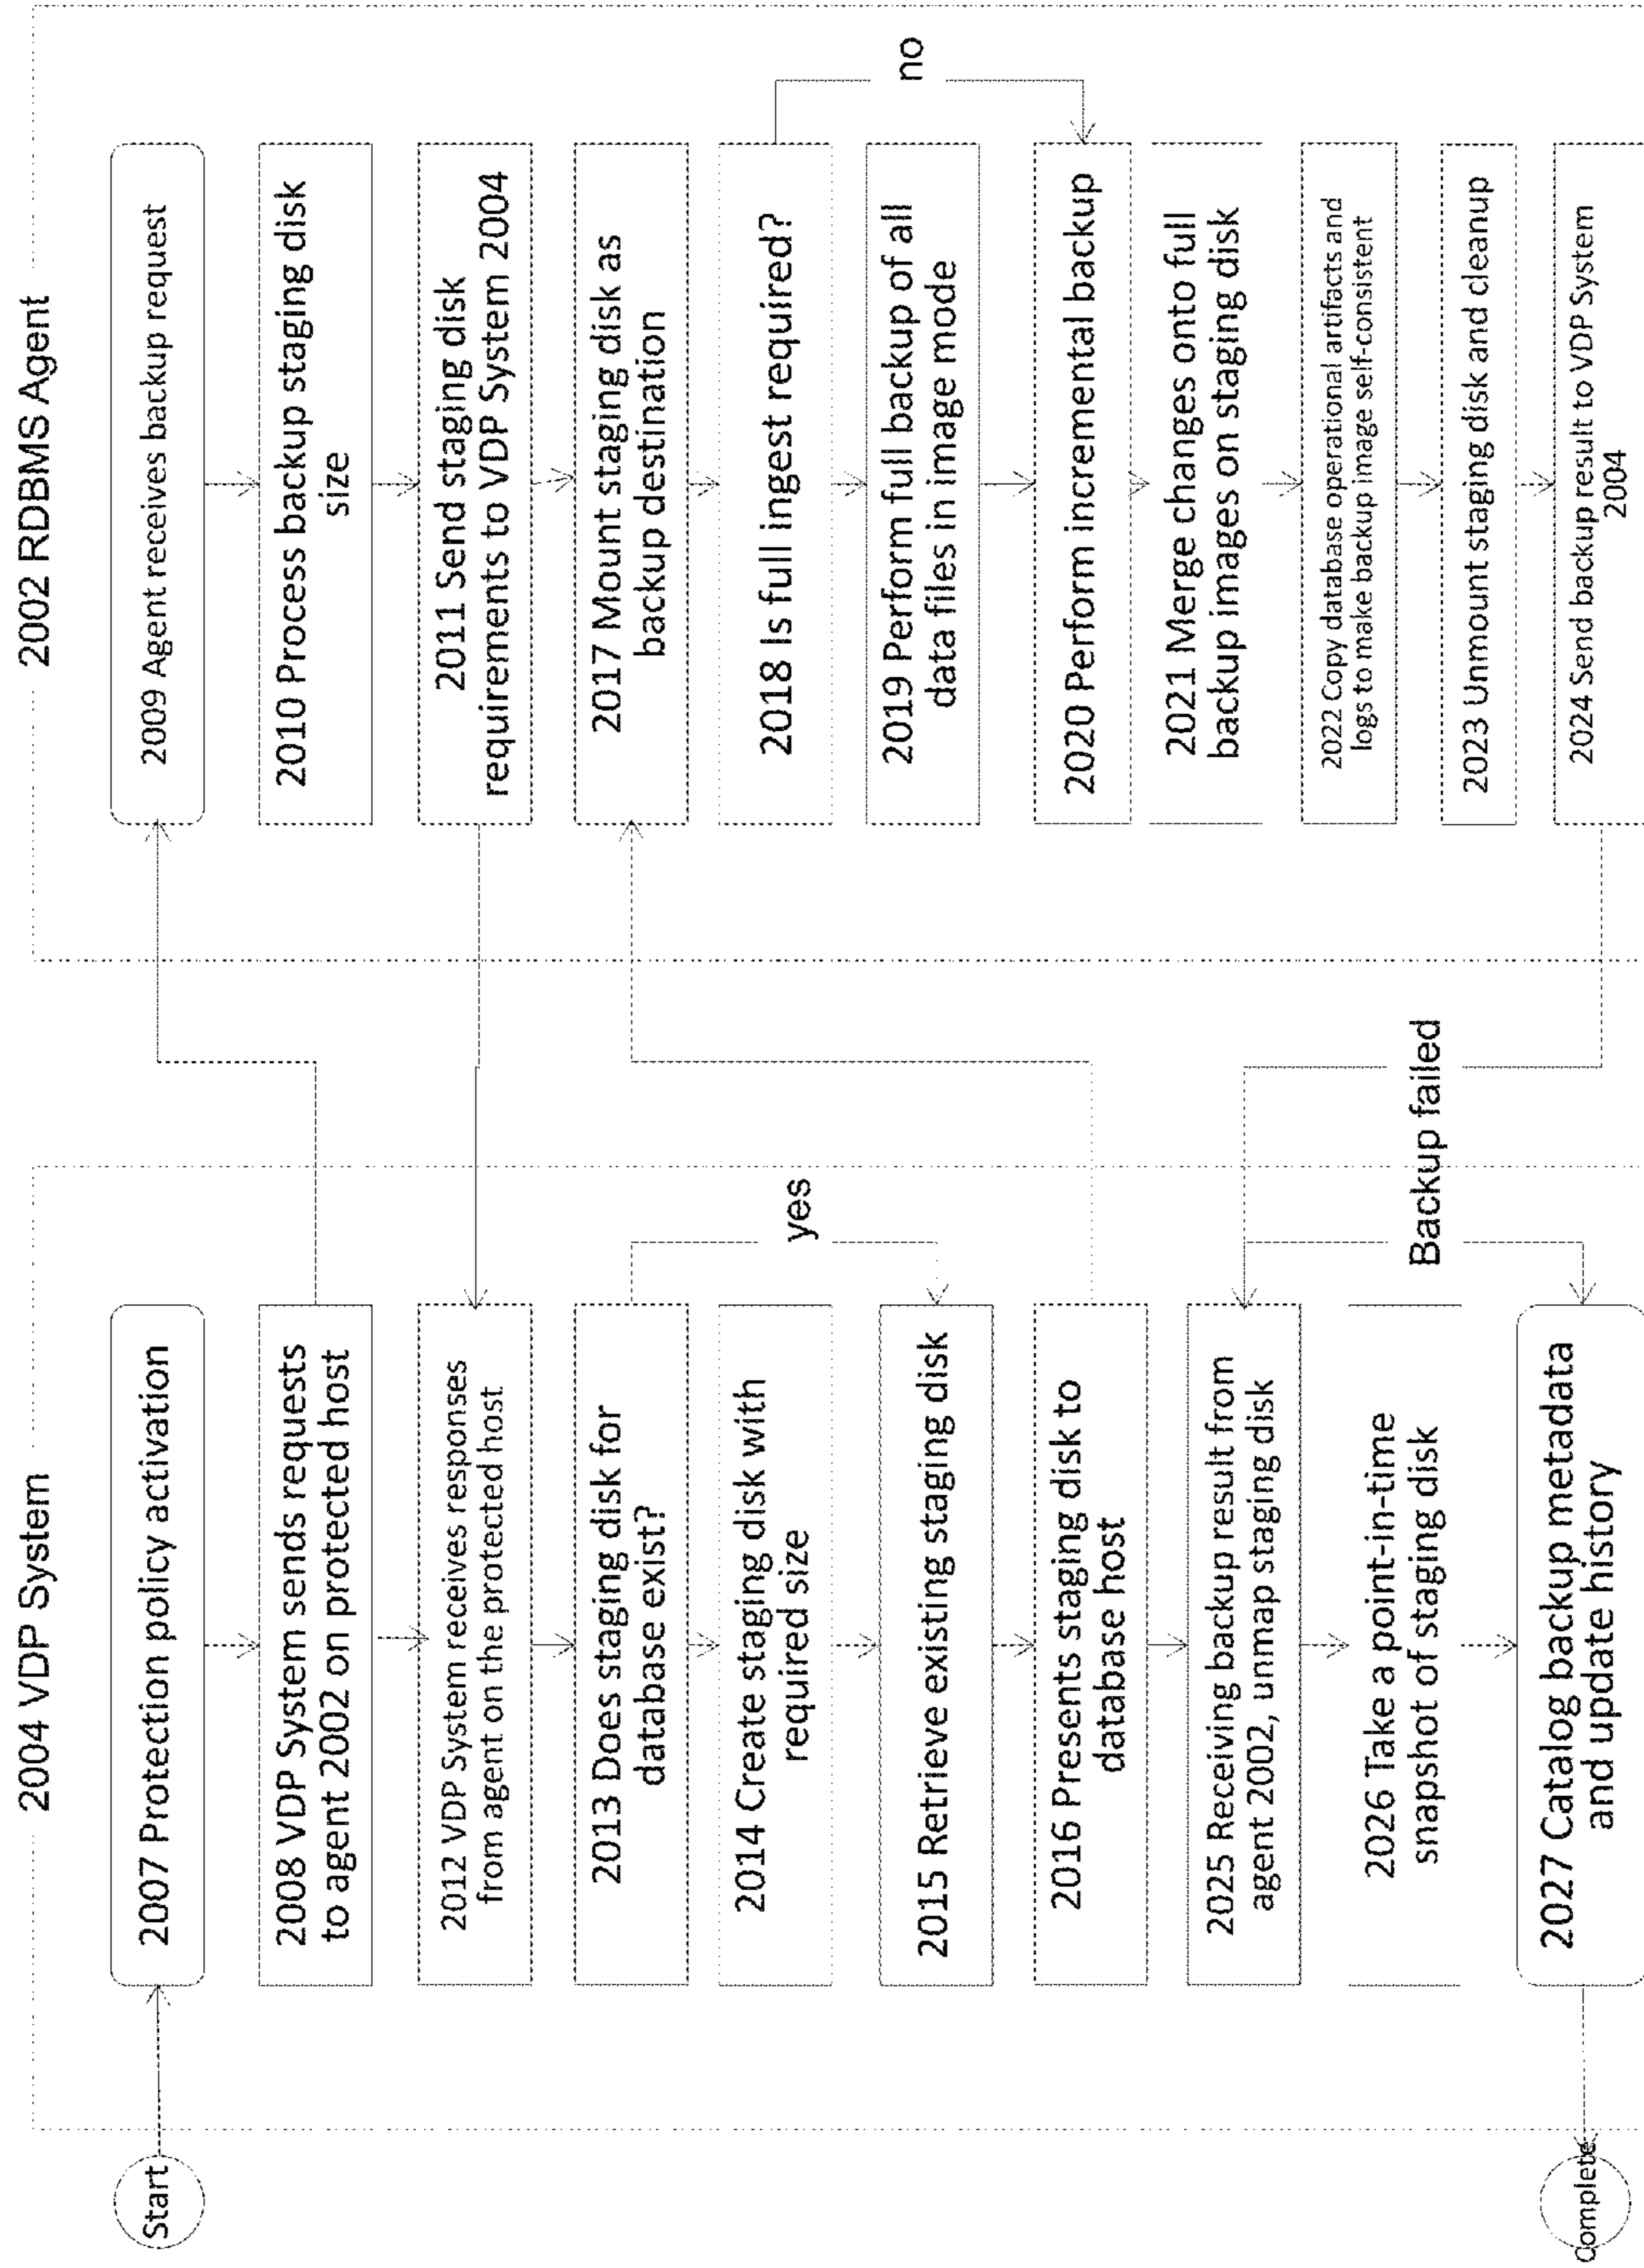 2004 VDP System
2002 RDBMS Agent
Start
2007 Protection policy activation
2008 VDP System sends requests
to agent 2002 on protected host
2012 VDP System receives responses
from agent on the protected host
2013 Does staging disk for
database exist?
yes
2014 Create staging disk with
required size
2015 Retrieve existing staging disk
2016 Presents staging disk to
database host
2025 Receiving backup result from
agent 2002, unmap staging disk
Backup failed
2026 Take a point-in-time
snapshot of staging disk
2027 Catalog backup metadata
and update history
Complete
2009 Agent receives backup request
2010 Process backup staging disk
size
2011 Send staging disk
requirements to VDP System 2004
2017 Mount staging disk as
backup destination
2018 Is full ingest required?
no
2019 Perform full backup of all
data files in image mode
2020 Perform incremental backup
2021 Merge changes onto full
backup images on staging disk
2022 Copy database operational artifacts and
logs to make backup image self-consistent
2023 Unmount staging disk and cleanup
2024 Send backup result to VDP System
2004